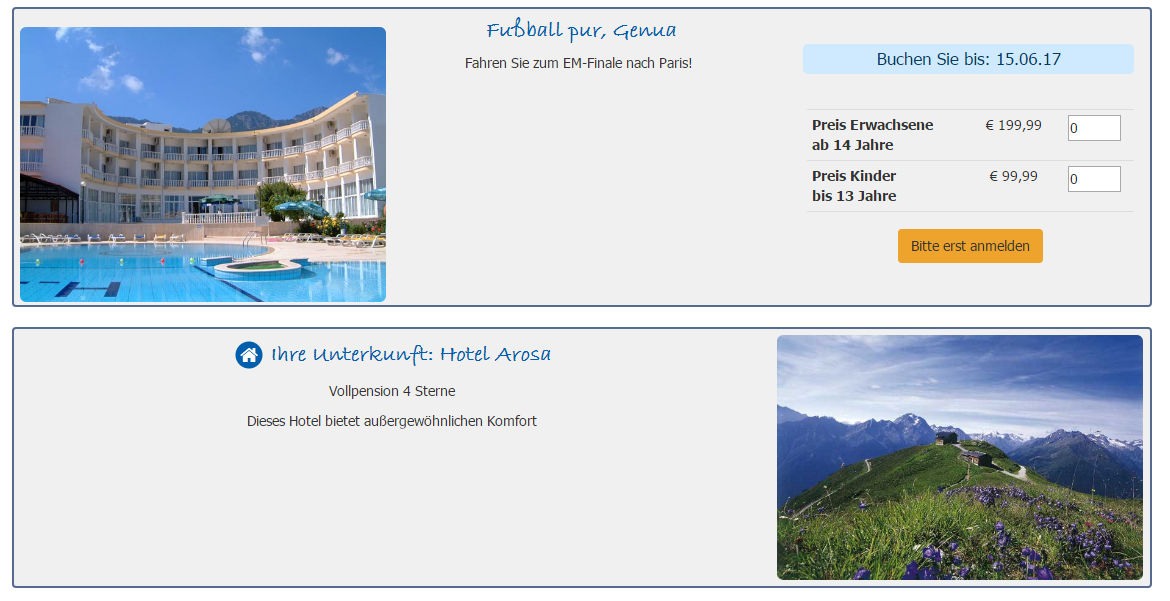 Fußball pur, Genua
Fahren Sie zum EM-Finale nach Paris!
Buchen Sie bis: 15.06.17
Preis Erwachsene € 199,99 0
ab 14 Jahre
Preis Kinder € 99,99 0
bis 13 Jahre
Bitte erst anmelden
Ihre Unterkunft: Hotel Arosa
Vollpension 4 Sterne
Dieses Hotel bietet außergewöhnlichen Komfort